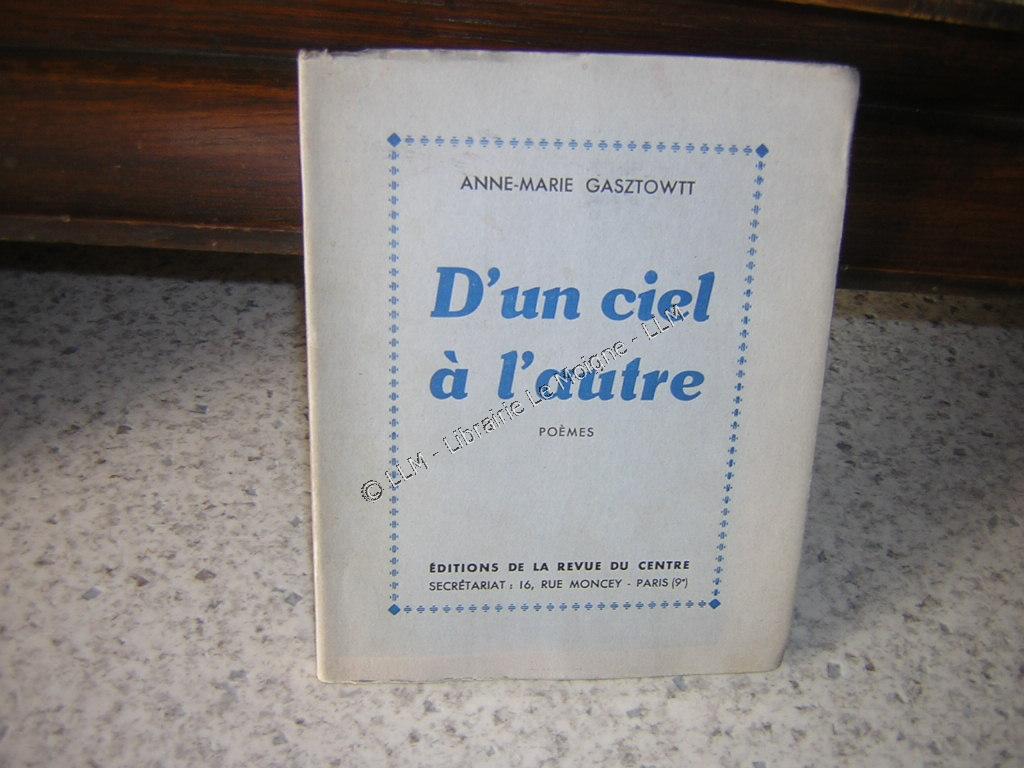 ANNE-MARIE GASZTOWTT
D'un ciel
à l'autre
POÈMES
© LLM - Librairie Le Moigne - LLM
ÉDITIONS DE LA REVUE DU CENTRE
SECRÉTARIAT : 16, RUE MONCEY - PARIS (9ᵉ)